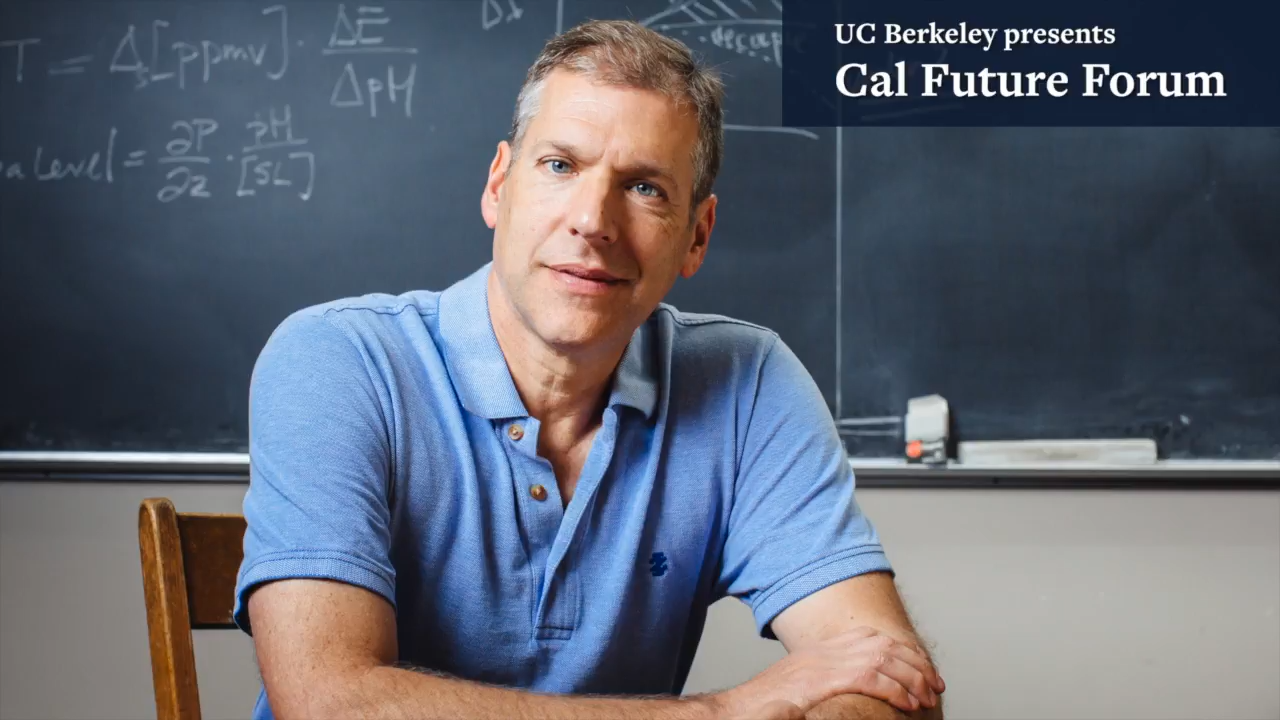 UC Berkeley presents
Cal Future Forum
T = Δ[ppmv] · ΔE / ΔpH
a Level = ∂P/∂z · pH/[SL]